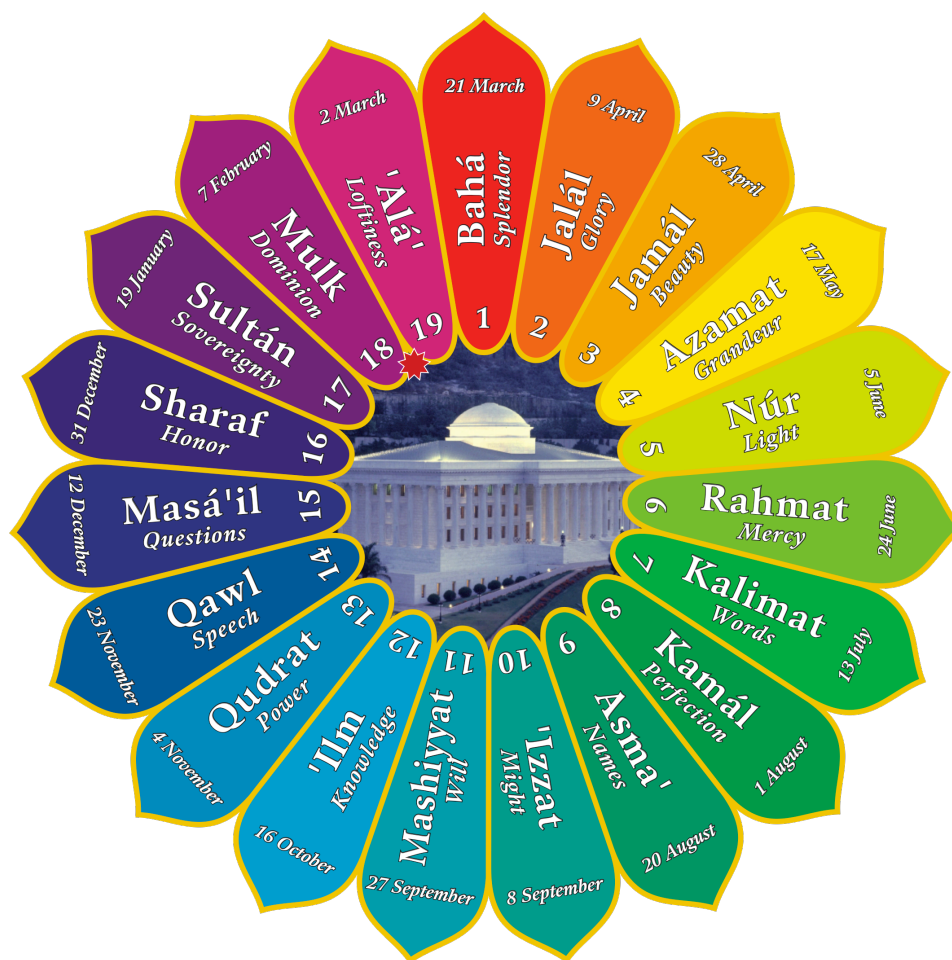 21 March
Bahá
Splendor
1
9 April
Jalál
Glory
2
28 April
Jamál
Beauty
3
17 May
Azamat
Grandeur
4
5 June
Núr
Light
5
24 June
Rahmat
Mercy
6
13 July
Kalimat
Words
7
1 August
Kamál
Perfection
8
20 August
Asma'
Names
9
8 September
'Izzat
Might
10
27 September
Mashiyyat
Will
11
16 October
'Ilm
Knowledge
12
4 November
Qudrat
Power
13
23 November
Qawl
Speech
14
12 December
Masá'il
Questions
15
31 December
Sharaf
Honor
16
19 January
Sultán
Sovereignty
17
7 February
Mulk
Dominion
18
2 March
'Alá'
Loftiness
19